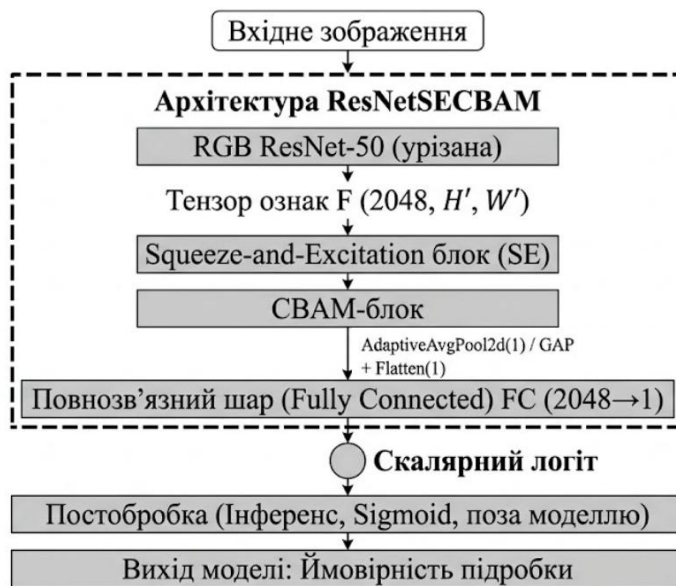 Вхідне зображення
Архітектура ResNetSECBAM
RGB ResNet-50 (урізана)
Тензор ознак F (2048, H′, W′)
Squeeze-and-Excitation блок (SE)
CBAM-блок
AdaptiveAvgPool2d(1) / GAP
+ Flatten(1)
Повнозв’язний шар (Fully Connected) FC (2048→1)
Скалярний логіт
Постобробка (Інференс, Sigmoid, поза моделлю)
Вихід моделі: Ймовірність підробки